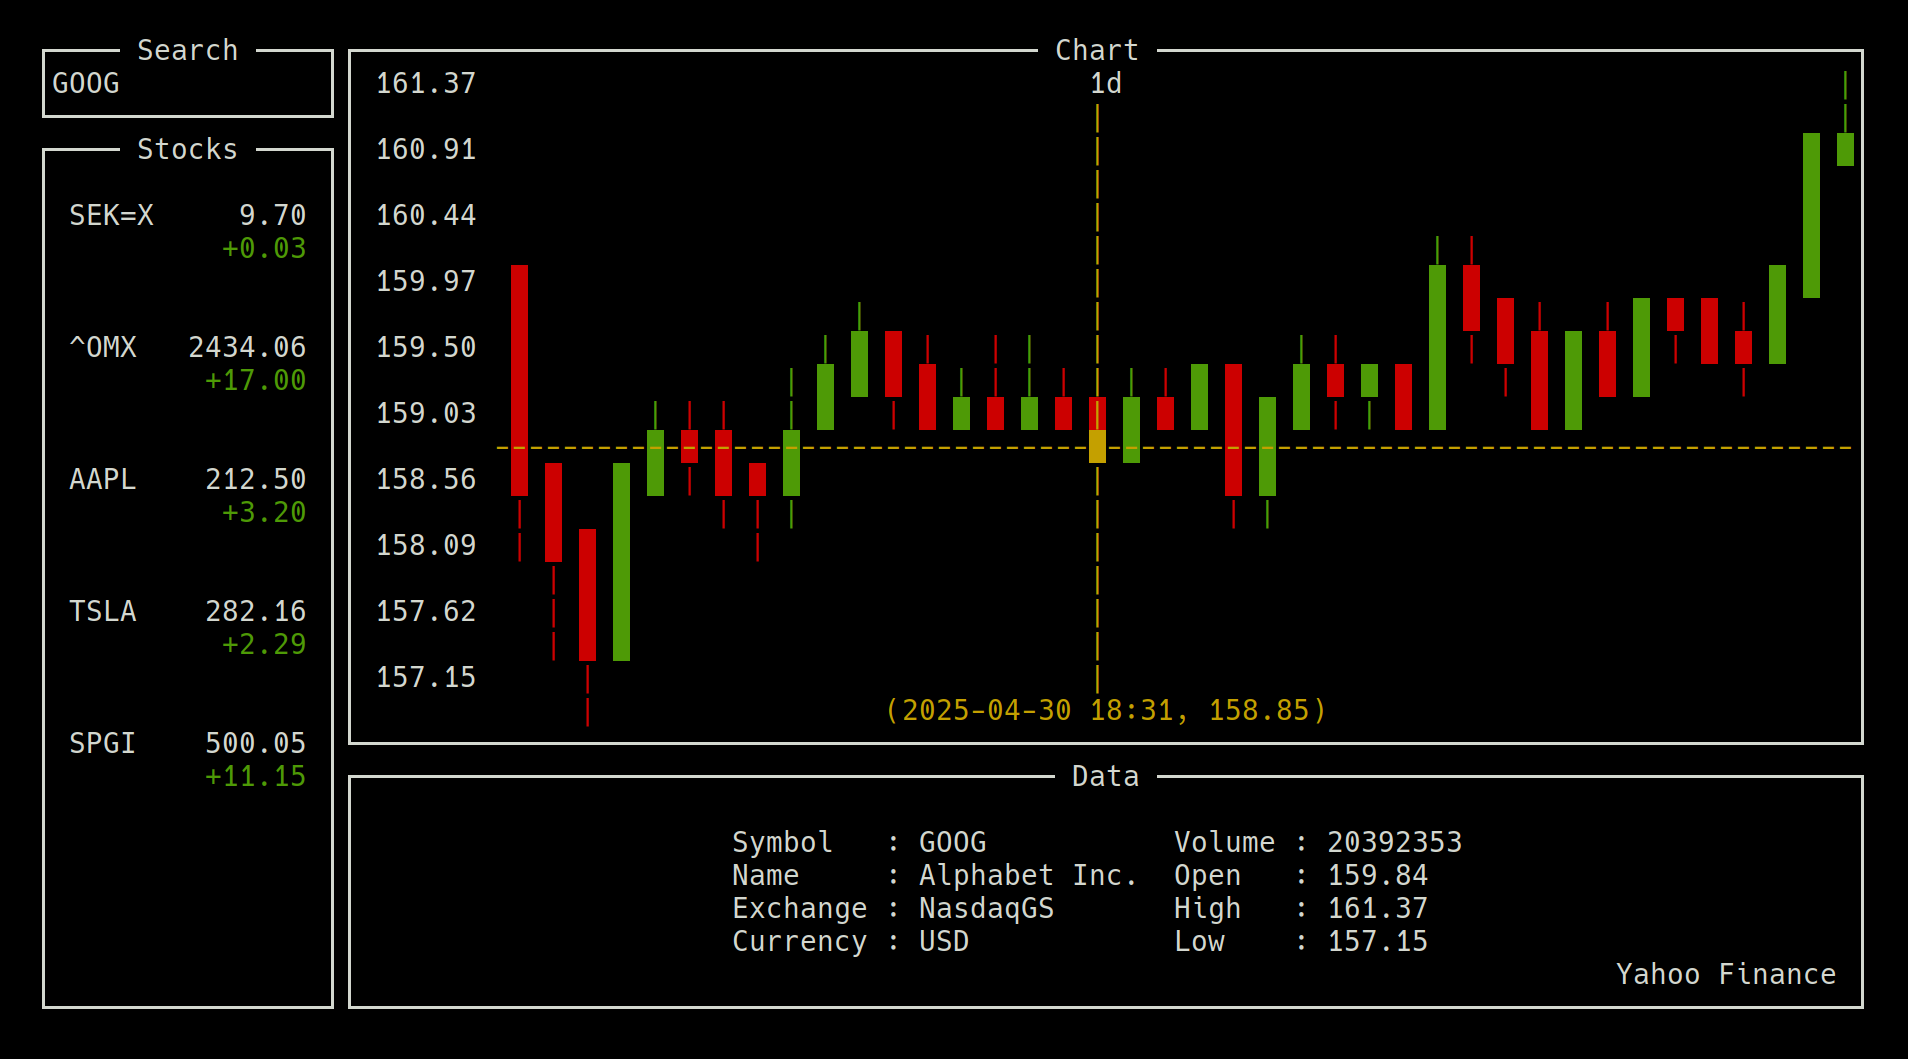 Search
GOOG
Stocks
SEK=X 9.70
+0.03
^OMX 2434.06
+17.00
AAPL 212.50
+3.20
TSLA 282.16
+2.29
SPGI 500.05
+11.15
Chart
1d
161.37
160.91
160.44
159.97
159.50
159.03
158.56
158.09
157.62
157.15
(2025-04-30 18:31, 158.85)
Data
Symbol : GOOG Volume : 20392353
Name : Alphabet Inc. Open : 159.84
Exchange : NasdaqGS High : 161.37
Currency : USD Low : 157.15
Yahoo Finance